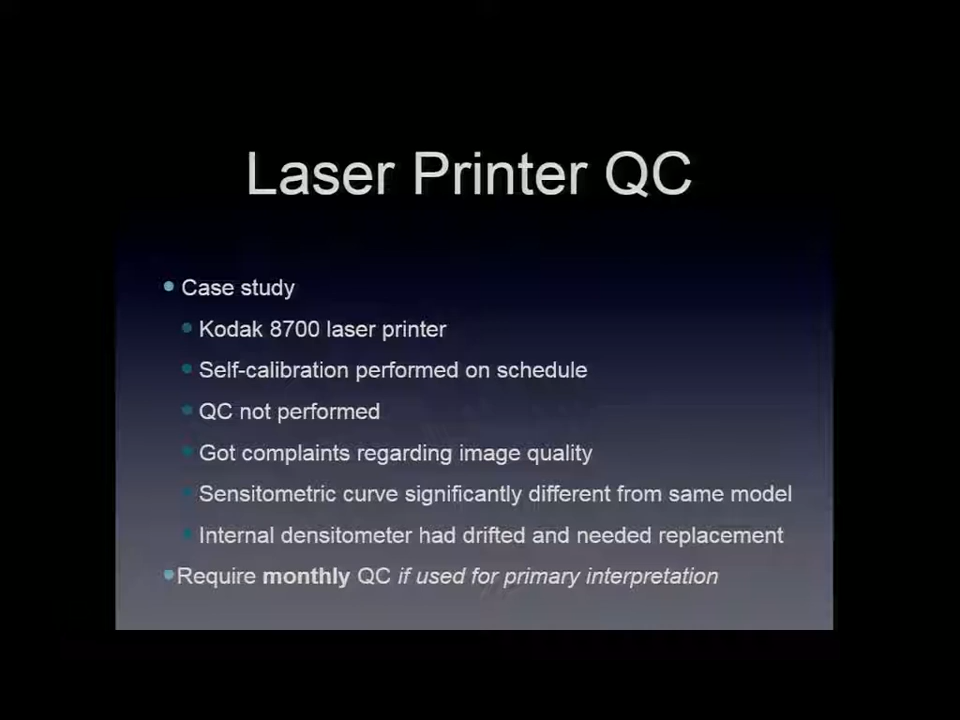 Laser Printer QC
• Case study
• Kodak 8700 laser printer
• Self-calibration performed on schedule
• QC not performed
• Got complaints regarding image quality
• Sensitometric curve significantly different from same model
• Internal densitometer had drifted and needed replacement
• Require monthly QC if used for primary interpretation